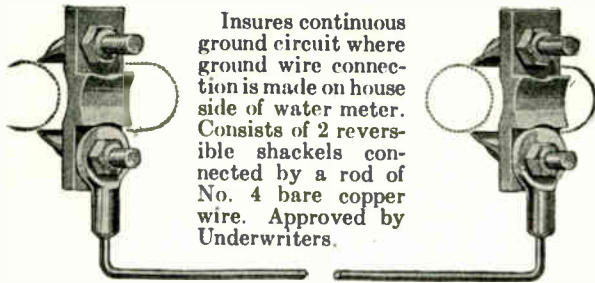 Insures continuous
ground circuit where
ground wire connec-
tion is made on house
side of water meter.
Consists of 2 revers-
ible shackels con-
nected by a rod of
No. 4 bare copper
wire. Approved by
Underwriters.